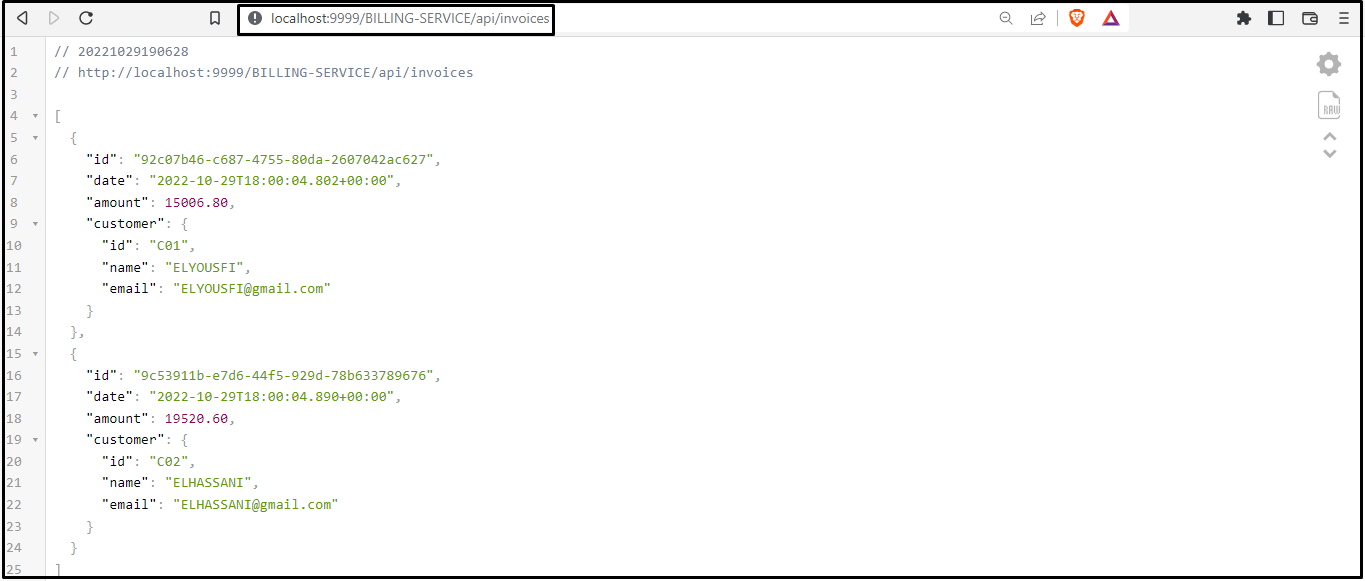 localhost:9999/BILLING-SERVICE/api/invoices
1 // 20221029190628
2 // http://localhost:9999/BILLING-SERVICE/api/invoices
3
4 [
5 {
6 "id": "92c07b46-c687-4755-80da-2607042ac627",
7 "date": "2022-10-29T18:00:04.802+00:00",
8 "amount": 15006.80,
9 "customer": {
10 "id": "C01",
11 "name": "ELYOUSFI",
12 "email": "ELYOUSFI@gmail.com"
13 }
14 },
15 {
16 "id": "9c53911b-e7d6-44f5-929d-78b633789676",
17 "date": "2022-10-29T18:00:04.890+00:00",
18 "amount": 19520.60,
19 "customer": {
20 "id": "C02",
21 "name": "ELHASSANI",
22 "email": "ELHASSANI@gmail.com"
23 }
24 }
25 ]
RAW